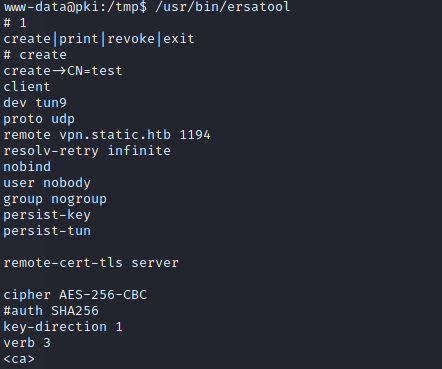 www-data@pki:/tmp$ /usr/bin/ersatool
# 1
create|print|revoke|exit
# create
create→CN=test
client
dev tun9
proto udp
remote vpn.static.htb 1194
resolv-retry infinite
nobind
user nobody
group nogroup
persist-key
persist-tun

remote-cert-tls server

cipher AES-256-CBC
#auth SHA256
key-direction 1
verb 3
<ca>